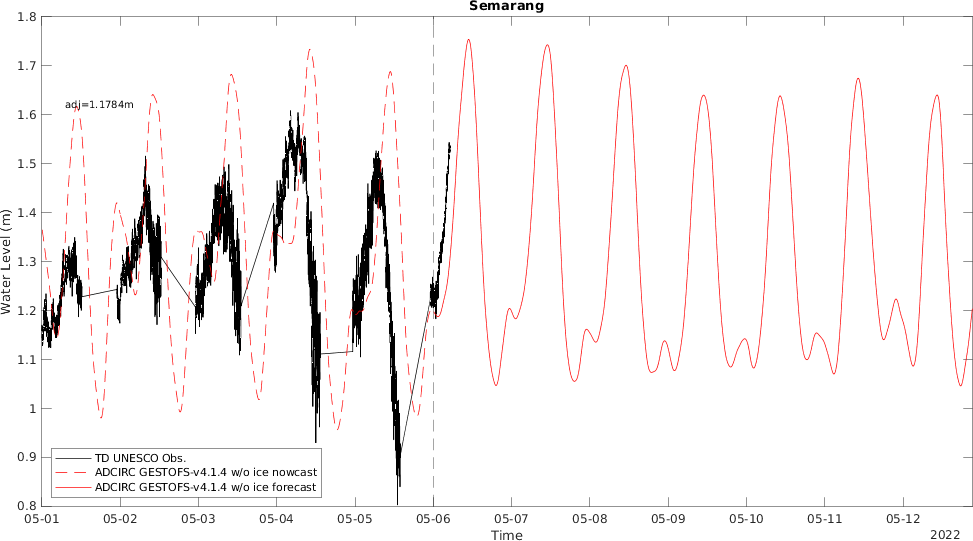 Semarang
1.8
1.7
1.6
1.5
1.4
1.3
1.2
1.1
1
0.9
0.8
Water Level (m)
adj=1.1784m
TD UNESCO Obs.
ADCIRC GESTOFS-v4.1.4 w/o ice nowcast
ADCIRC GESTOFS-v4.1.4 w/o ice forecast
05-01 05-02 05-03 05-04 05-05 05-06 05-07 05-08 05-09 05-10 05-11 05-12
Time
2022